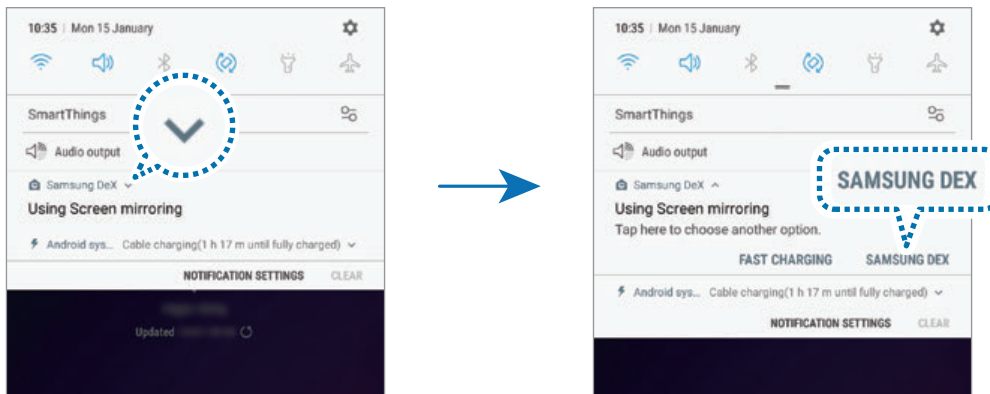 10:35 | Mon 15 January
SmartThings
Audio output
Samsung DeX
Using Screen mirroring
Android sys... Cable charging(1 h 17 m until fully charged)
NOTIFICATION SETTINGS CLEAR
Updated
10:35 | Mon 15 January
SmartThings
Audio output
SAMSUNG DEX
Samsung DeX
Using Screen mirroring
Tap here to choose another option.
FAST CHARGING SAMSUNG DEX
Android sys... Cable charging(1 h 17 m until fully charged)
NOTIFICATION SETTINGS CLEAR